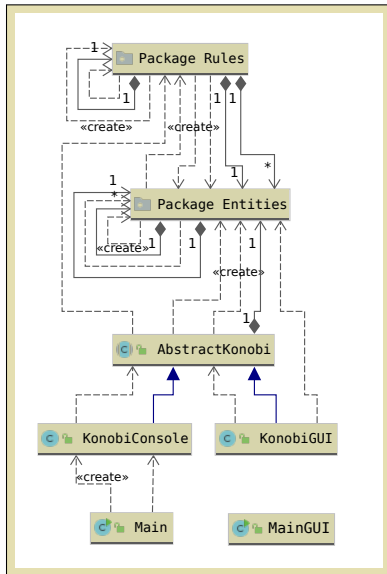 1
Package Rules
1
1
1
«create»
«create»
1
*
1
*
Package Entities
1
1
1
«create»
«create»
1
AbstractKonobi
KonobiConsole
KonobiGUI
«create»
Main
MainGUI